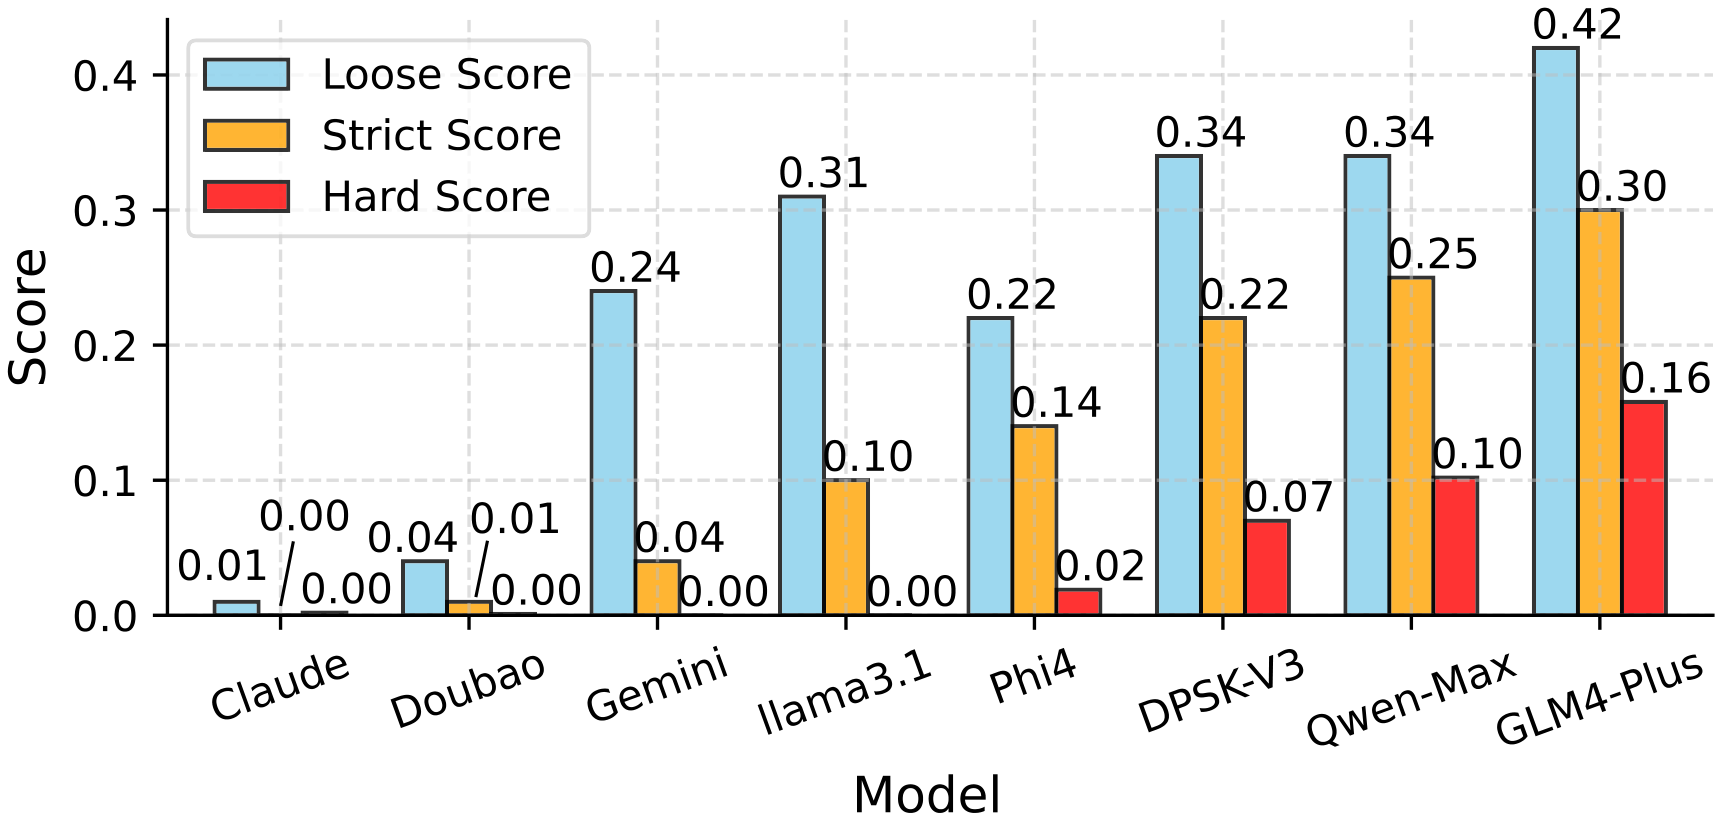 Loose Score
Strict Score
Hard Score
Score
0.4
0.3
0.2
0.1
0.0
0.01
0.00
0.00
0.04
0.01
0.00
0.24
0.04
0.00
0.31
0.10
0.00
0.22
0.14
0.02
0.34
0.22
0.07
0.34
0.25
0.10
0.42
0.30
0.16
Claude
Doubao
Gemini
llama3.1
Phi4
DPSK-V3
Qwen-Max
GLM4-Plus
Model